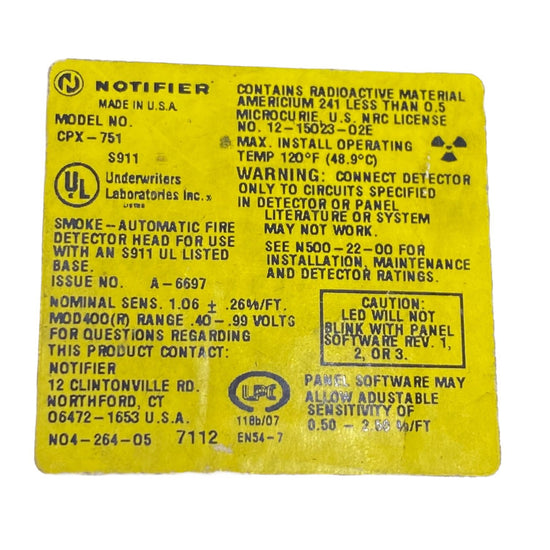 N NOTIFIER
MADE IN U.S.A.
MODEL NO.
CPX-751
S911
UL
Underwriters
Laboratories Inc.
LISTED
SMOKE-AUTOMATIC FIRE
DETECTOR HEAD FOR USE
WITH AN S911 UL LISTED
BASE.
ISSUE NO. A-6697
NOMINAL SENS. 1.06 ± .26%/FT.
MOD400(R) RANGE .40-.99 VOLTS
FOR QUESTIONS REGARDING
THIS PRODUCT CONTACT:
NOTIFIER
12 CLINTONVILLE RD.
NORTHFORD, CT
06472-1653 U.S.A.
N04-264-05 7112
CONTAINS RADIOACTIVE MATERIAL
AMERICIUM 241 LESS THAN 0.5
MICROCURIE, U.S. NRC LICENSE
NO. 12-15023-02E
MAX. INSTALL OPERATING
TEMP 120°F (48.9°C)
WARNING: CONNECT DETECTOR
ONLY TO CIRCUITS SPECIFIED
IN DETECTOR OR PANEL
LITERATURE OR SYSTEM
MAY NOT WORK.
SEE N500-22-00 FOR
INSTALLATION, MAINTENANCE
AND DETECTOR RATINGS.
CAUTION:
LED WILL NOT
BLINK WITH PANEL
SOFTWARE REV. 1,
2, OR 3.
LPC
118b/07
EN54-7
PANEL SOFTWARE MAY
ALLOW ADUSTABLE
SENSITIVITY OF
0.50 - %/FT